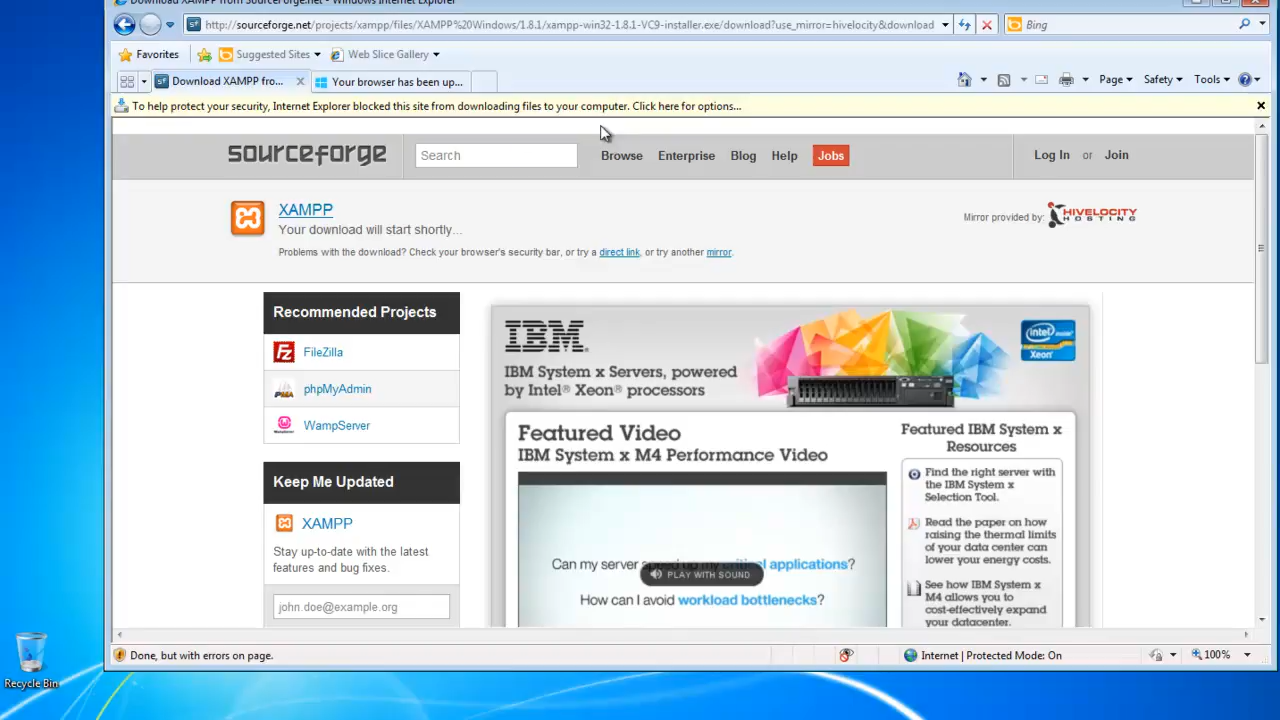 Download XAMPP from SourceForge.net - Windows Internet Explorer
http://sourceforge.net/projects/xampp/files/XAMPP%20Windows/1.8.1/xampp-win32-1.8.1-VC9-installer.exe/download?use_mirror=hivelocity&download
Bing
Favorites
Suggested Sites
Web Slice Gallery
Download XAMPP fro...
Your browser has been up...
Page
Safety
Tools
To help protect your security, Internet Explorer blocked this site from downloading files to your computer. Click here for options...
sourceforge
Search
Browse
Enterprise
Blog
Help
Jobs
Log In or Join
XAMPP
Your download will start shortly...
Problems with the download? Check your browser's security bar, or try a direct link, or try another mirror.
Mirror provided by: HIVELOCITY
HOSTING
Recommended Projects
FileZilla
phpMyAdmin
WampServer
Keep Me Updated
XAMPP
Stay up-to-date with the latest
features and bug fixes.
john.doe@example.org
IBM
IBM System x Servers, powered
by Intel® Xeon® processors
intel
Xeon
Featured Video
IBM System x M4 Performance Video
Can my server speed up my critical applications?
PLAY WITH SOUND
How can I avoid workload bottlenecks?
Featured IBM System x
Resources
Find the right server with
the IBM System x
Selection Tool.
Read the paper on how
raising the thermal limits
of your data center can
lower your energy costs.
See how IBM System x
M4 allows you to
cost-effectively expand
your datacenter.
Done, but with errors on page.
Internet | Protected Mode: On
100%
Recycle Bin